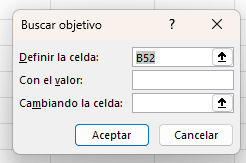 Buscar objetivo ? ×
Definir la celda: B52
Con el valor:
Cambiando la celda:
Aceptar Cancelar